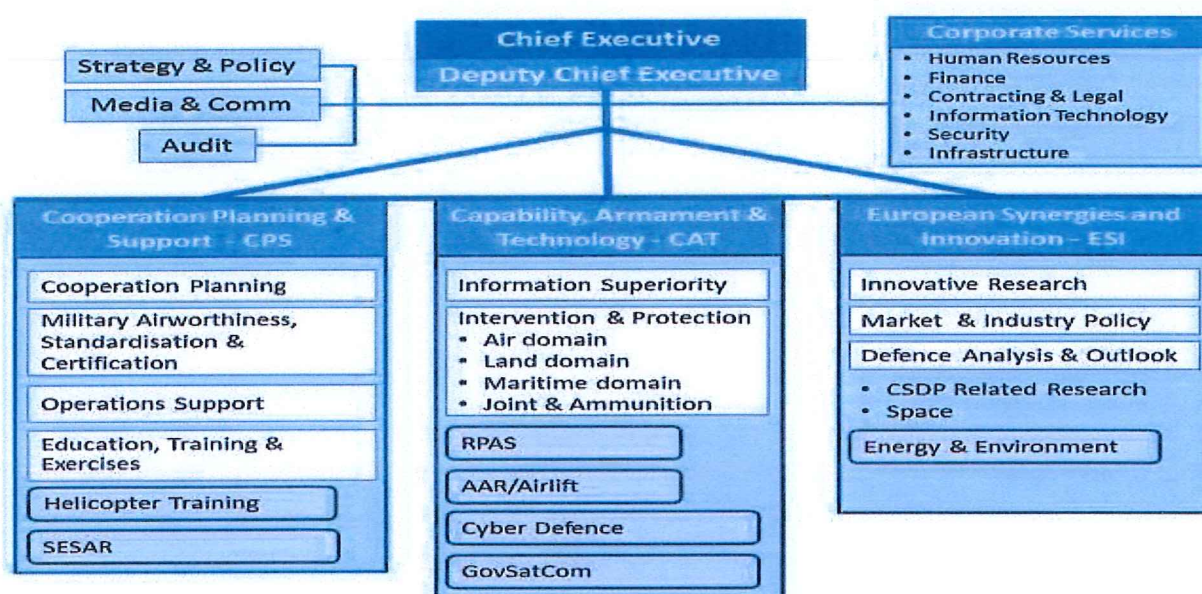 Chief Executive
Deputy Chief Executive
Strategy & Policy
Media & Comm
Audit
Corporate Services
• Human Resources
• Finance
• Contracting & Legal
• Information Technology
• Security
• Infrastructure
Cooperation Planning &
Support - CPS
Cooperation Planning
Military Airworthiness,
Standardisation &
Certification
Operations Support
Education, Training &
Exercises
Helicopter Training
SESAR
Capability, Armament &
Technology - CAT
Information Superiority
Intervention & Protection
• Air domain
• Land domain
• Maritime domain
• Joint & Ammunition
RPAS
AAR/Airlift
Cyber Defence
GovSatCom
European Synergies and
Innovation - ESI
Innovative Research
Market & Industry Policy
Defence Analysis & Outlook
• CSDP Related Research
• Space
Energy & Environment